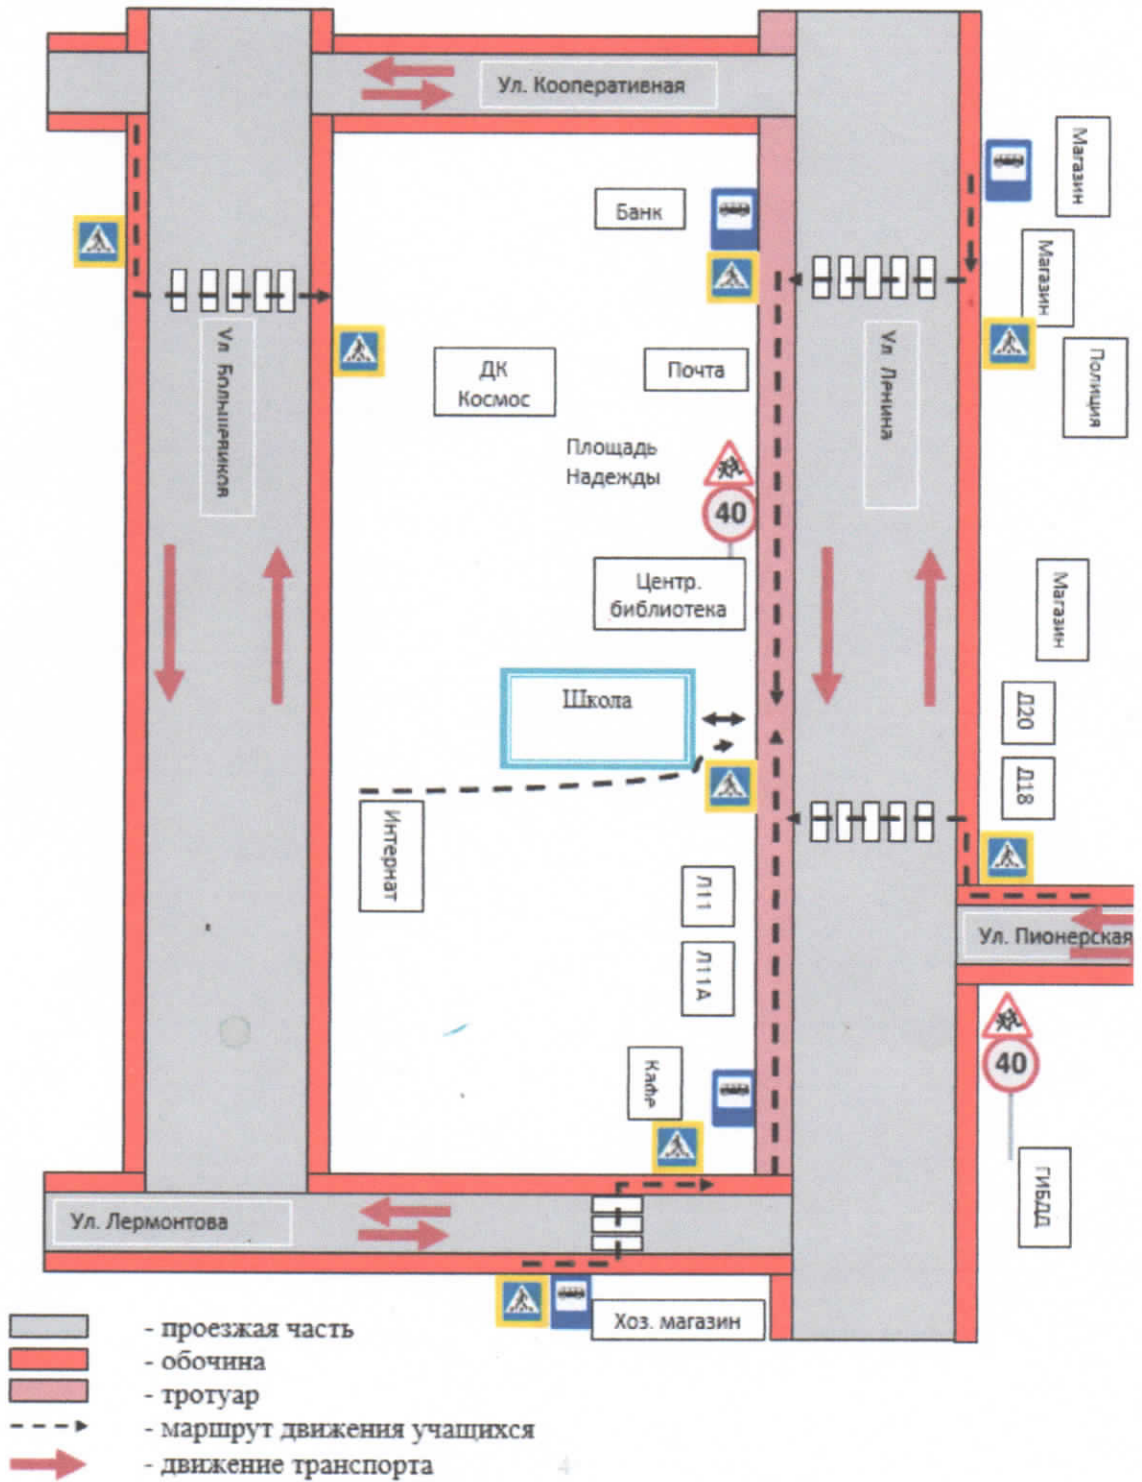 Ул. Кооперативная
Магазин
Банк
Магазин
Ул Большевиков
ДК
Космос
Почта
Ул Ленина
Полиция
Площадь
Надежды
40
Центр.
библиотека
Магазин
Школа
Д20
Д18
Интернат
Л11
Л11А
Ул. Пионерская
40
Кафе
ГИБДД
Ул. Лермонтова
Хоз. магазин
- проезжая часть
- обочина
- тротуар
- маршрут движения учащихся
- движение транспорта
4